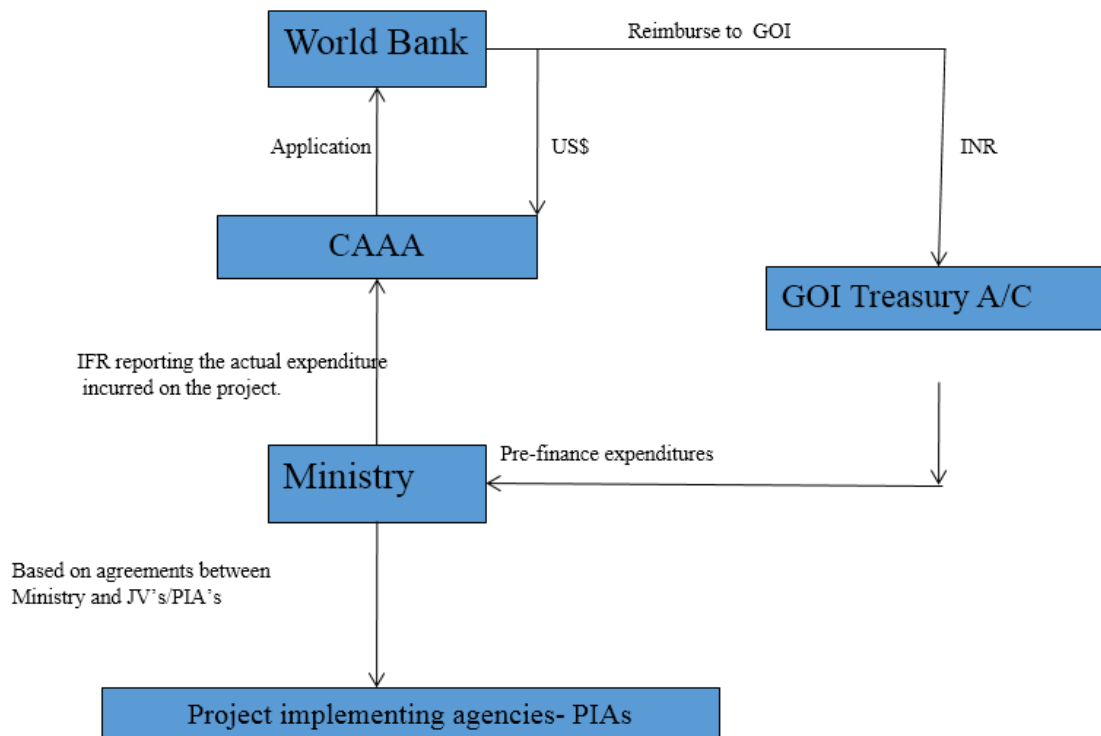 World Bank
Reimburse to GOI
Application
US$
INR
CAAA
GOI Treasury A/C
IFR reporting the actual expenditure
incurred on the project.
Ministry
Pre-finance expenditures
Based on agreements between
Ministry and JV’s/PIA’s
Project implementing agencies- PIAs